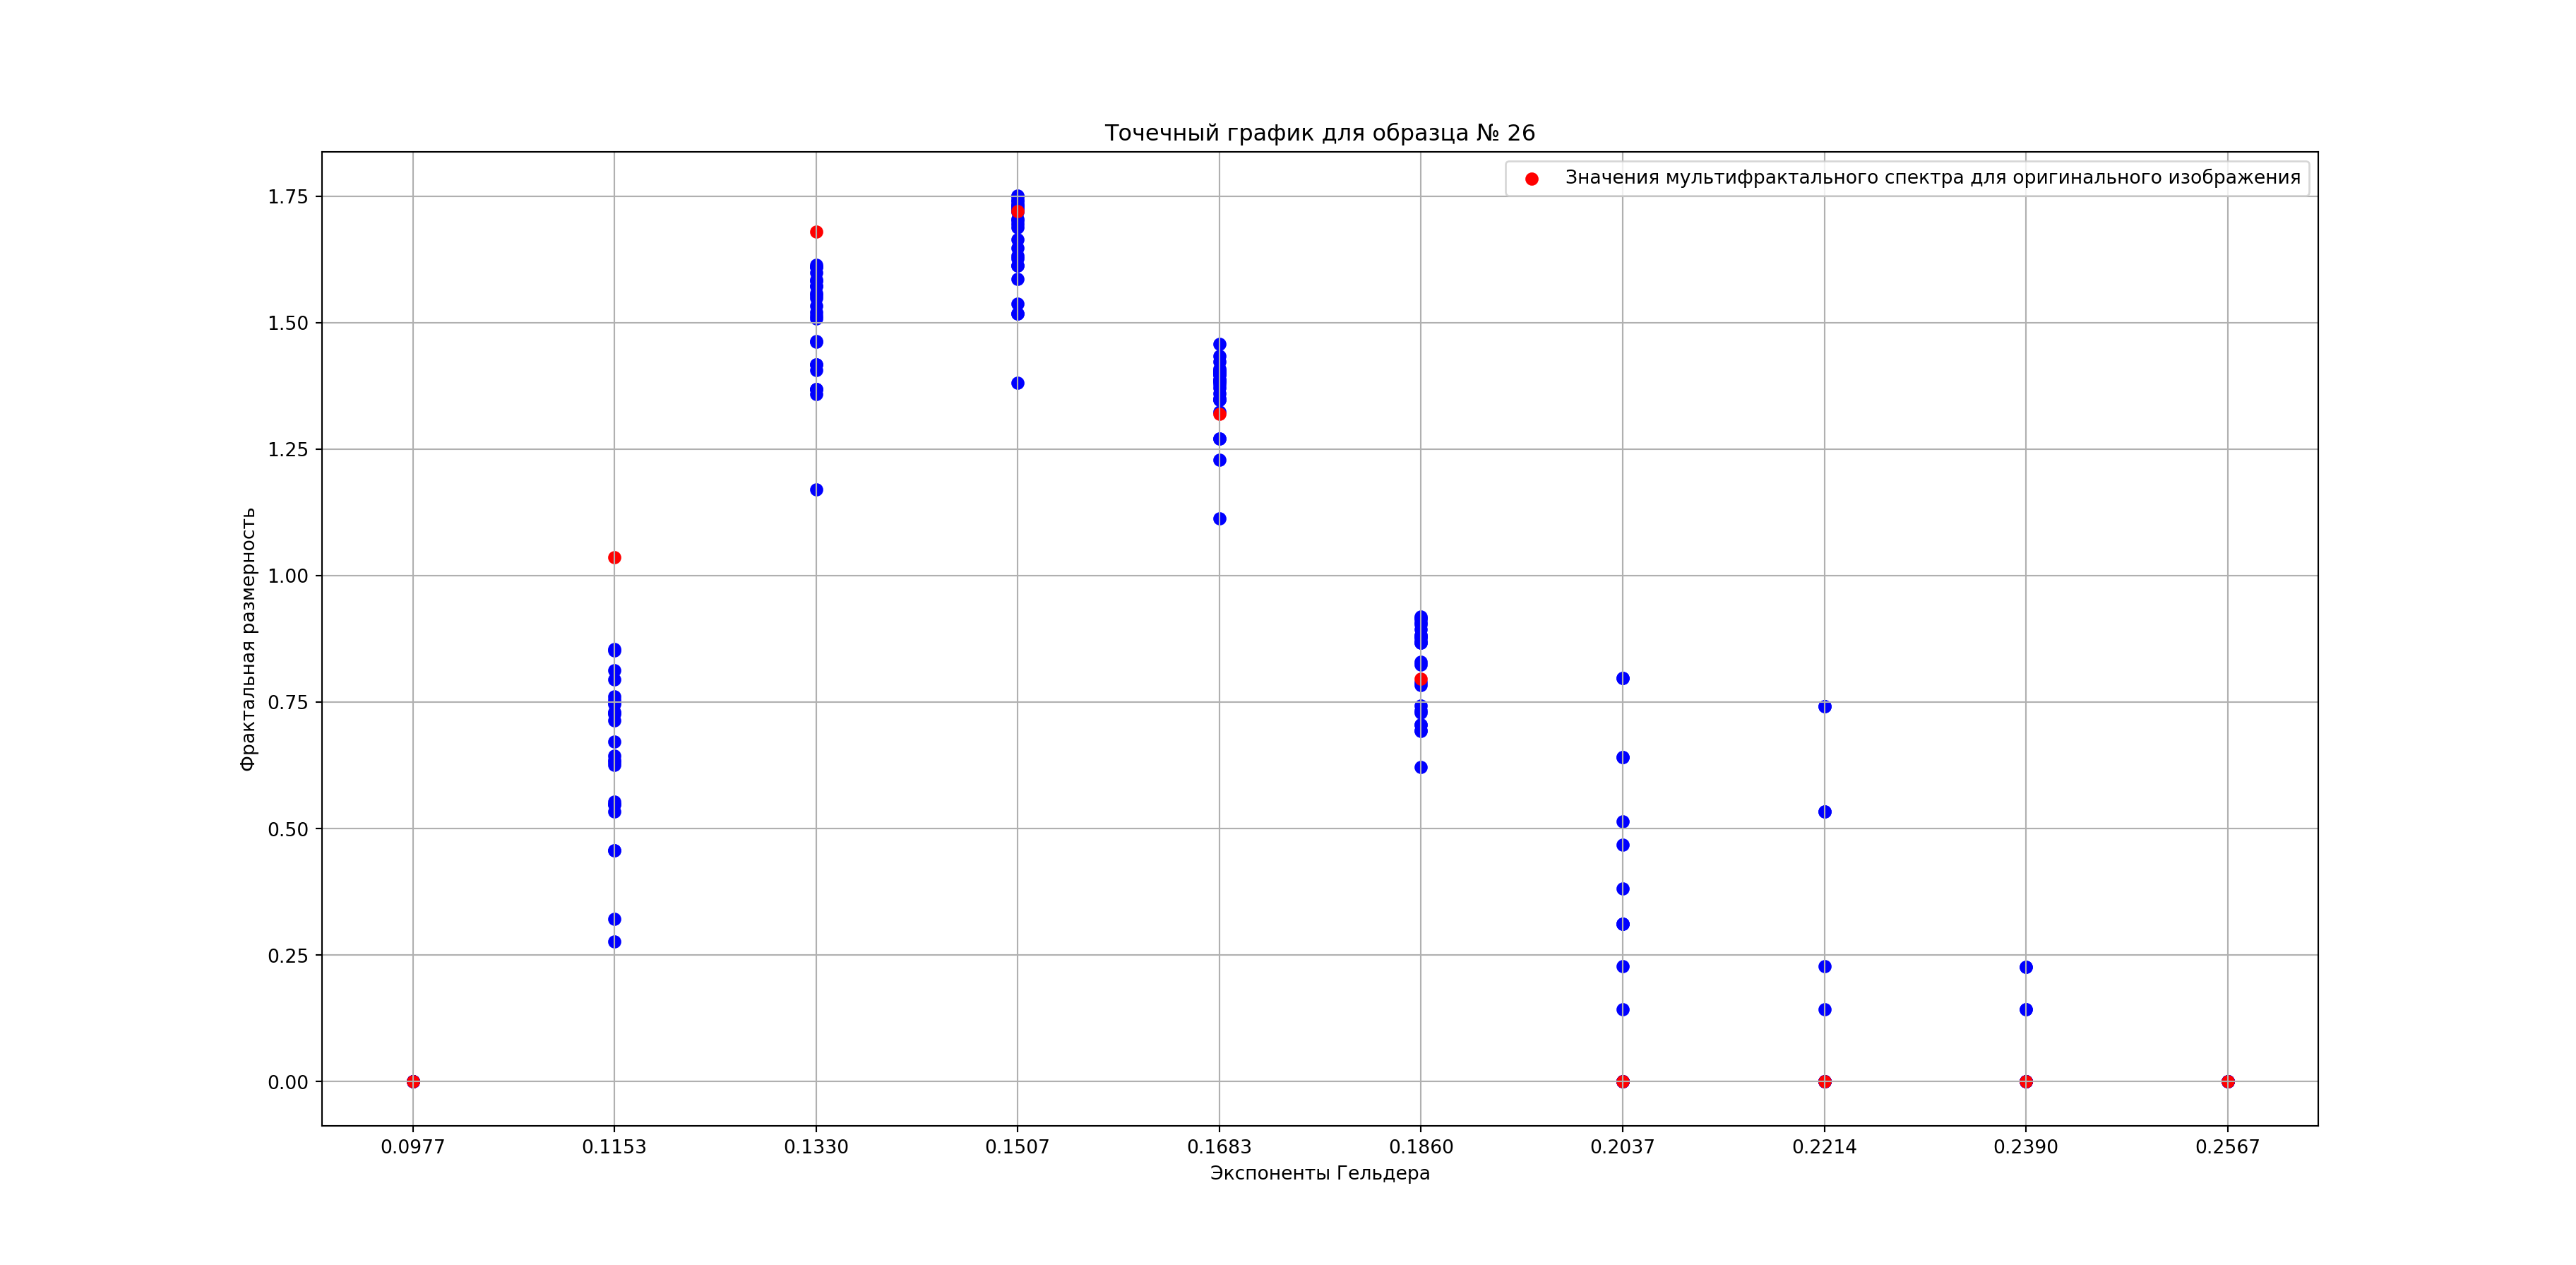 Точечный график для образца № 26
Значения мультифрактального спектра для оригинального изображения
Фрактальная размерность
1.75
1.50
1.25
1.00
0.75
0.50
0.25
0.00
0.0977 0.1153 0.1330 0.1507 0.1683 0.1860 0.2037 0.2214 0.2390 0.2567
Экспоненты Гельдера